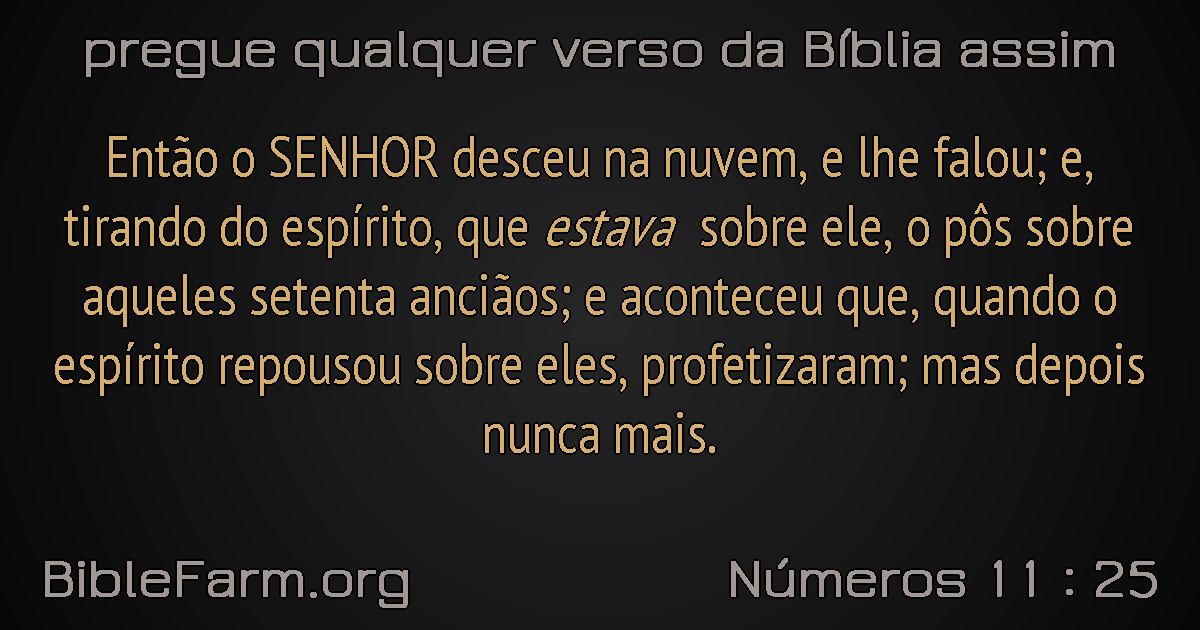 pregue qualquer verso da Bíblia assim
Então o SENHOR desceu na nuvem, e lhe falou; e,
tirando do espírito, que estava sobre ele, o pôs sobre
aqueles setenta anciãos; e aconteceu que, quando o
espírito repousou sobre eles, profetizaram; mas depois
nunca mais.
BibleFarm.org
Números 11 : 25